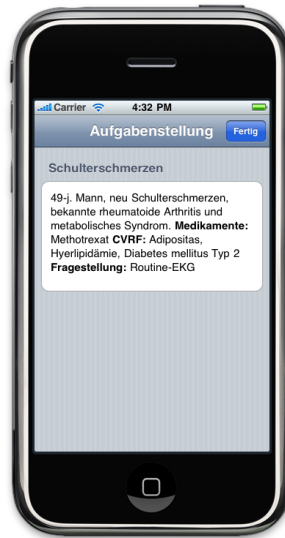 Carrier 4:32 PM
Aufgabenstellung Fertig
Schulterschmerzen
49-j. Mann, neu Schulterschmerzen,
bekannte rheumatoide Arthritis und
metabolisches Syndrom. Medikamente:
Methotrexat CVRF: Adipositas,
Hyerlipidämie, Diabetes mellitus Typ 2
Fragestellung: Routine-EKG